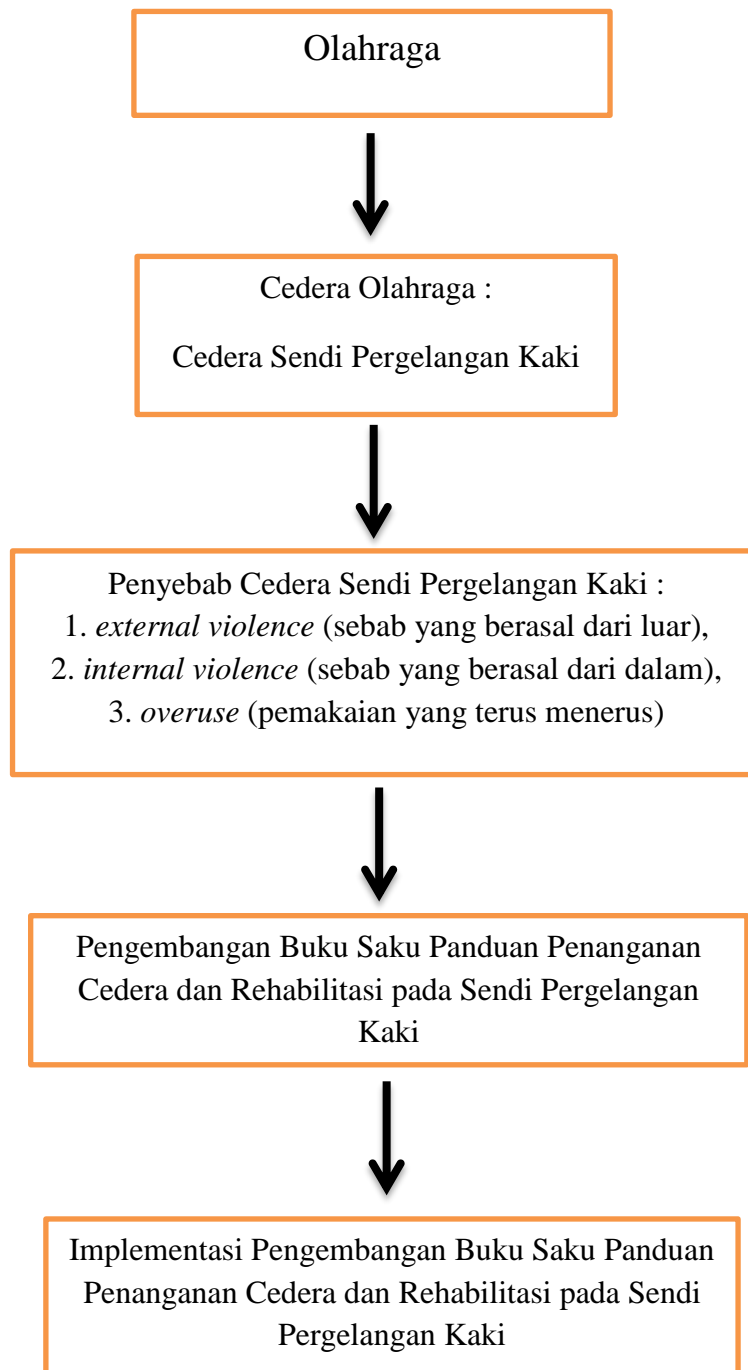 Olahraga
Cedera Olahraga :
Cedera Sendi Pergelangan Kaki
Penyebab Cedera Sendi Pergelangan Kaki :
1. external violence (sebab yang berasal dari luar),
2. internal violence (sebab yang berasal dari dalam),
3. overuse (pemakaian yang terus menerus)
Pengembangan Buku Saku Panduan Penanganan
Cedera dan Rehabilitasi pada Sendi Pergelangan
Kaki
Implementasi Pengembangan Buku Saku Panduan
Penanganan Cedera dan Rehabilitasi pada Sendi
Pergelangan Kaki